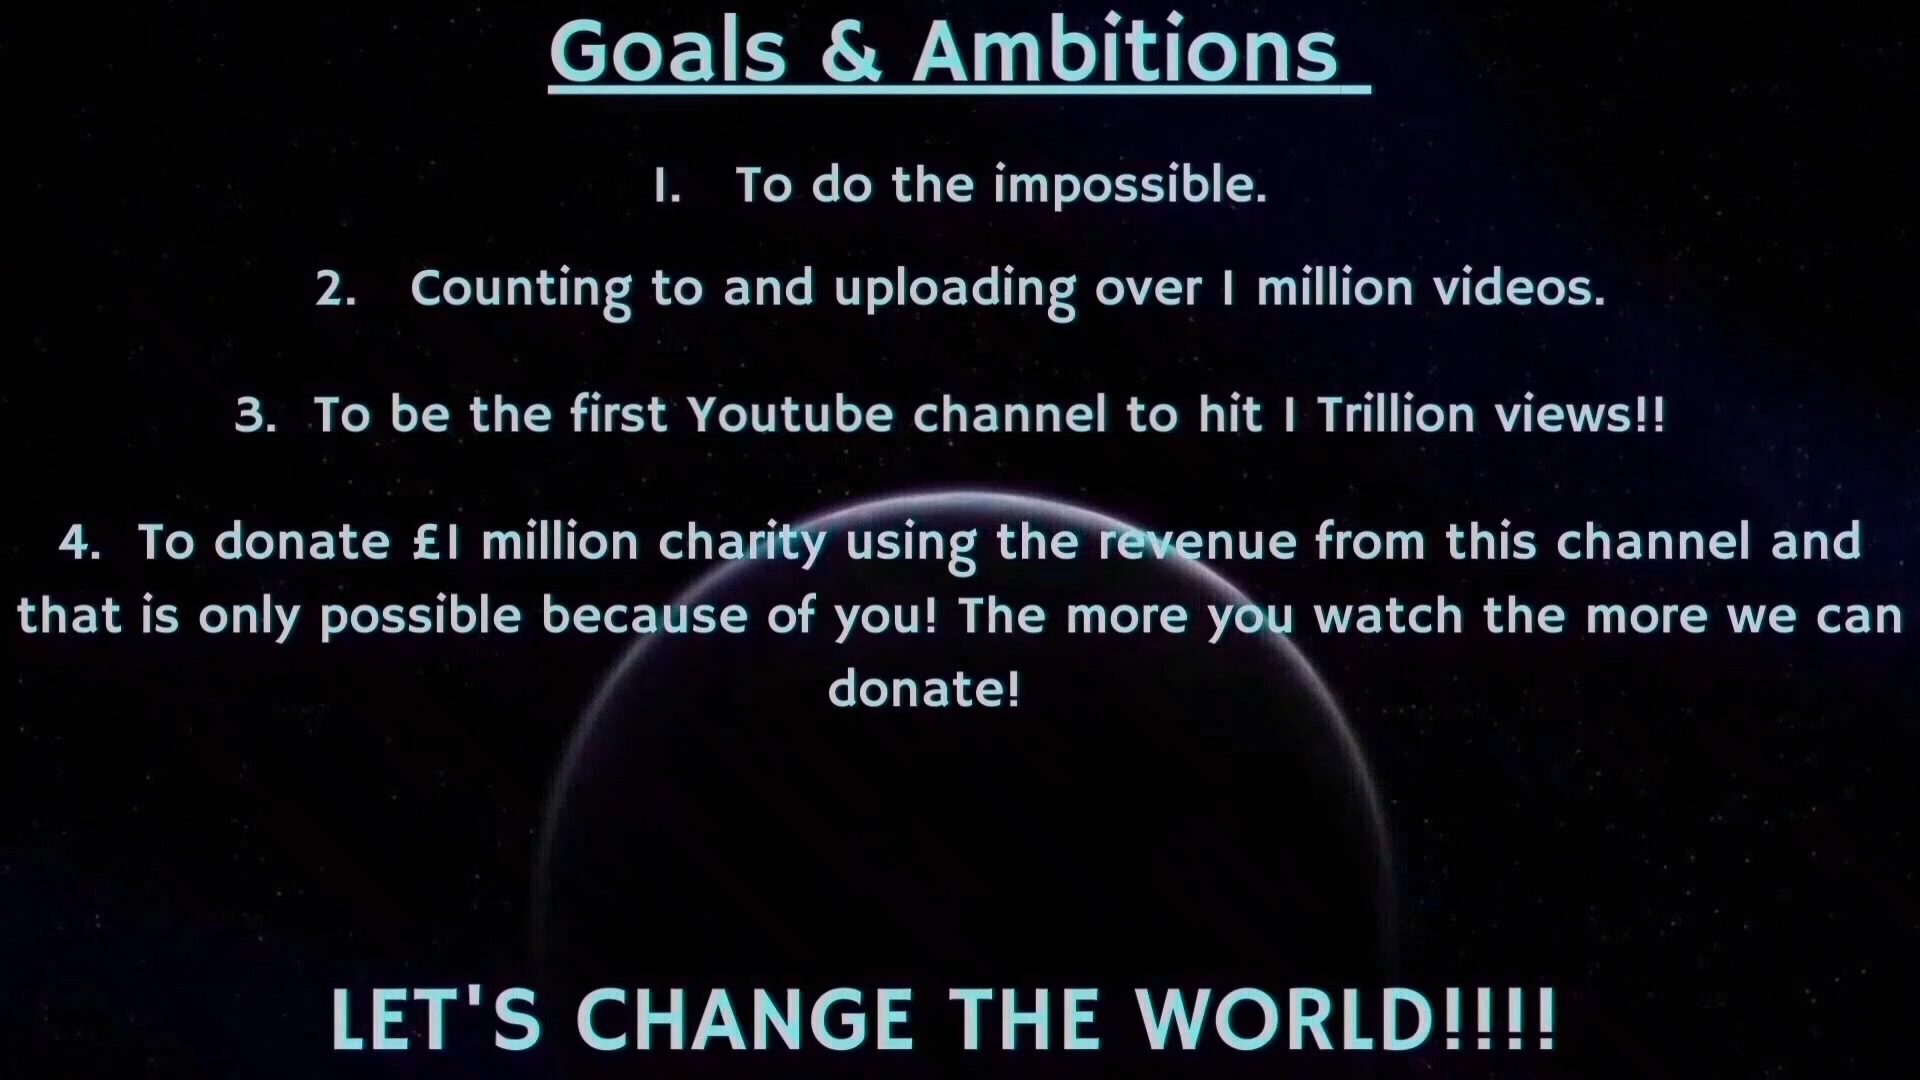 Goals & Ambitions
1. To do the impossible.
2. Counting to and uploading over 1 million videos.
3. To be the first Youtube channel to hit 1 Trillion views!!
4. To donate £1 million charity using the revenue from this channel and
that is only possible because of you! The more you watch the more we can
donate!
LET'S CHANGE THE WORLD!!!!